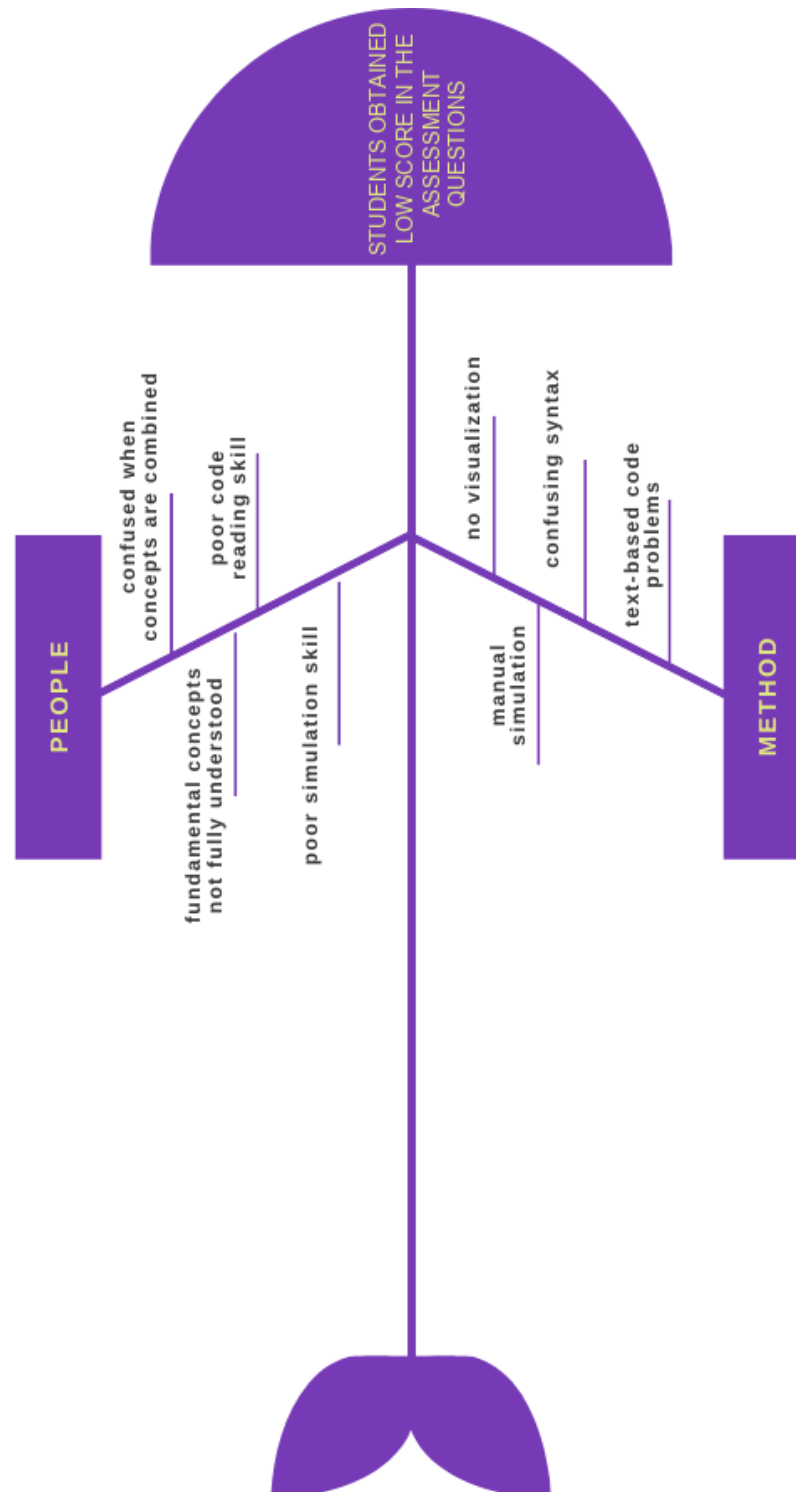 STUDENTS OBTAINED
LOW SCORE IN THE
ASSESSMENT
QUESTIONS
PEOPLE
confused when
concepts are combined
poor code
reading skill
fundamental concepts
not fully understood
poor simulation skill
METHOD
no visualization
confusing syntax
text-based code
problems
manual
simulation